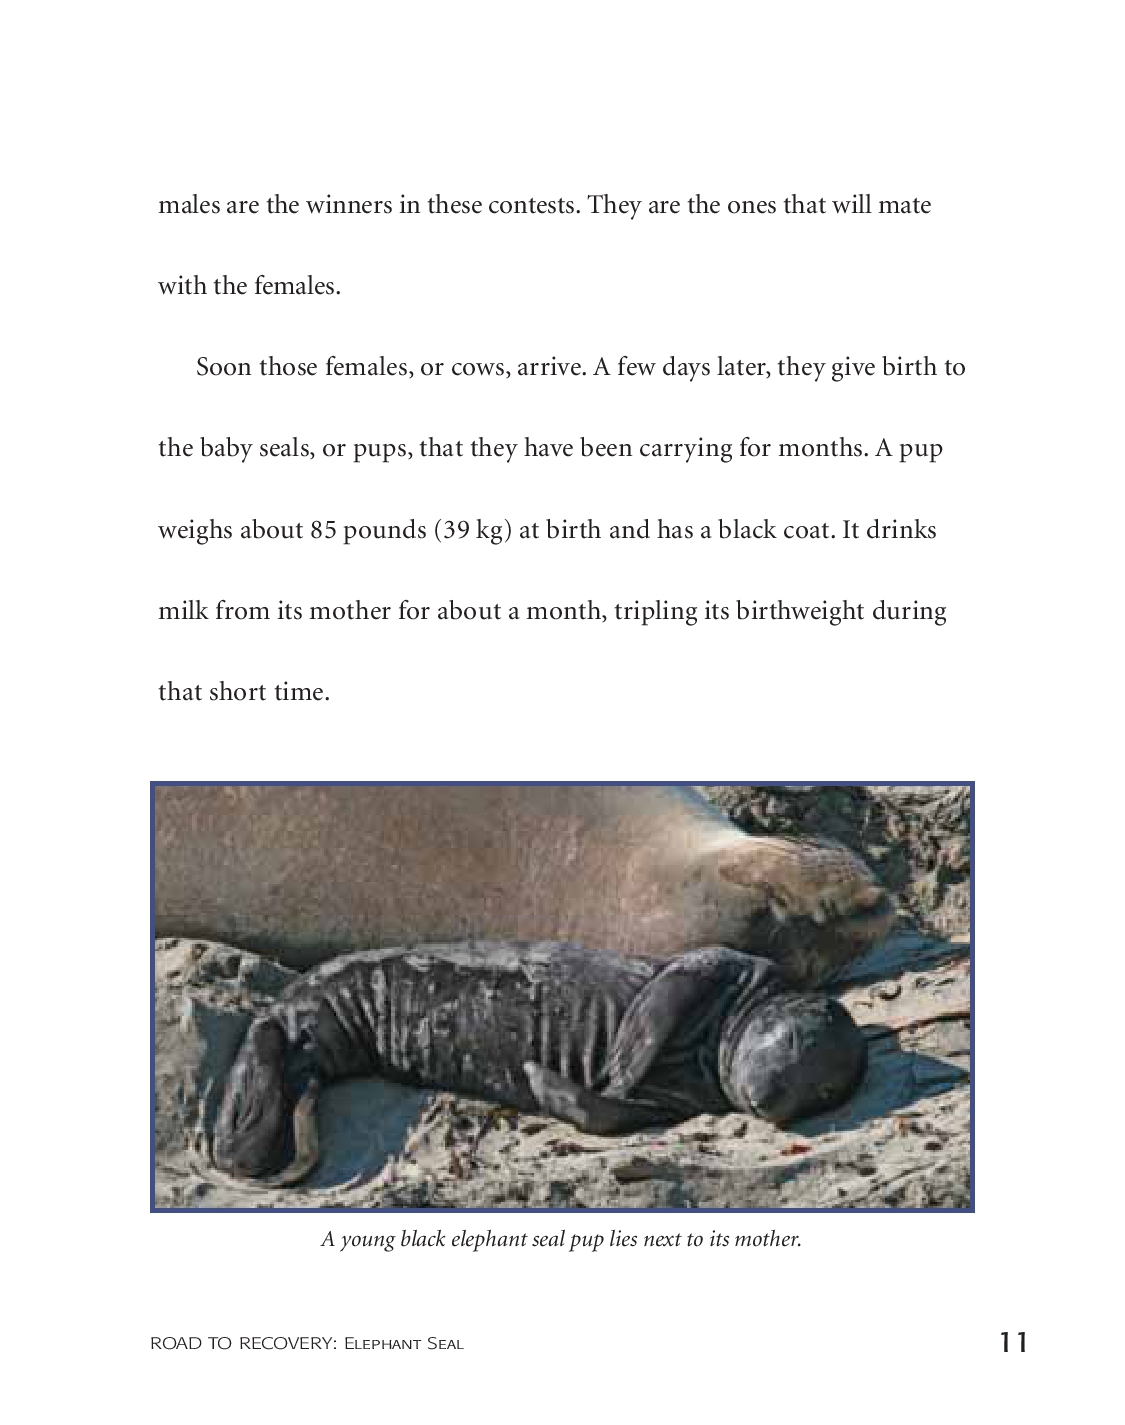 males are the winners in these contests. They are the ones that will mate
with the females.
Soon those females, or cows, arrive. A few days later, they give birth to
the baby seals, or pups, that they have been carrying for months. A pup
weighs about 85 pounds (39 kg) at birth and has a black coat. It drinks
milk from its mother for about a month, tripling its birthweight during
that short time.
A young black elephant seal pup lies next to its mother.
ROAD TO RECOVERY: ELEPHANT SEAL
11